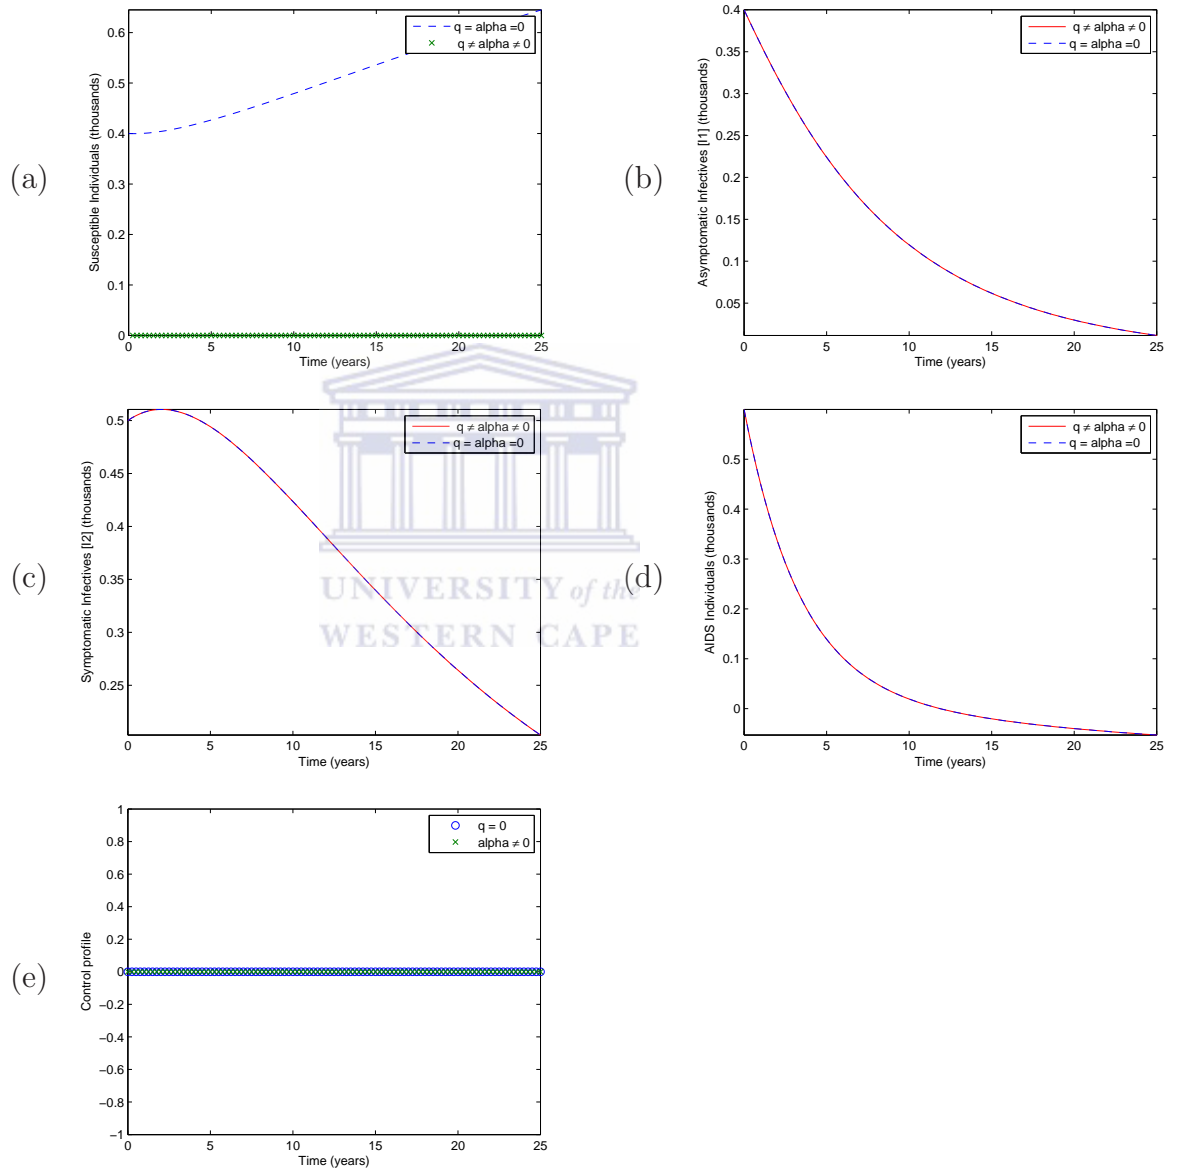 (a)
Susceptible Individuals (thousands)
0.6
0.5
0.4
0.3
0.2
0.1
0
0 5 10 15 20 25
Time (years)
q = alpha =0
q ≠ alpha ≠ 0
(b)
Asymptomatic Infectives [I1] (thousands)
0.4
0.35
0.3
0.25
0.2
0.15
0.1
0.05
0 5 10 15 20 25
Time (years)
q ≠ alpha ≠ 0
q = alpha =0
(c)
Symptomatic Infectives [I2] (thousands)
0.5
0.45
0.4
0.35
0.3
0.25
0 5 10 15 20 25
Time (years)
q ≠ alpha ≠ 0
q = alpha =0
UNIVERSITY of the
WESTERN CAPE
(d)
AIDS Individuals (thousands)
0.5
0.4
0.3
0.2
0.1
0
0 5 10 15 20 25
Time (years)
q ≠ alpha ≠ 0
q = alpha =0
(e)
Control profile
1
0.8
0.6
0.4
0.2
0
−0.2
−0.4
−0.6
−0.8
−1
0 5 10 15 20 25
Time (years)
q = 0
alpha ≠ 0